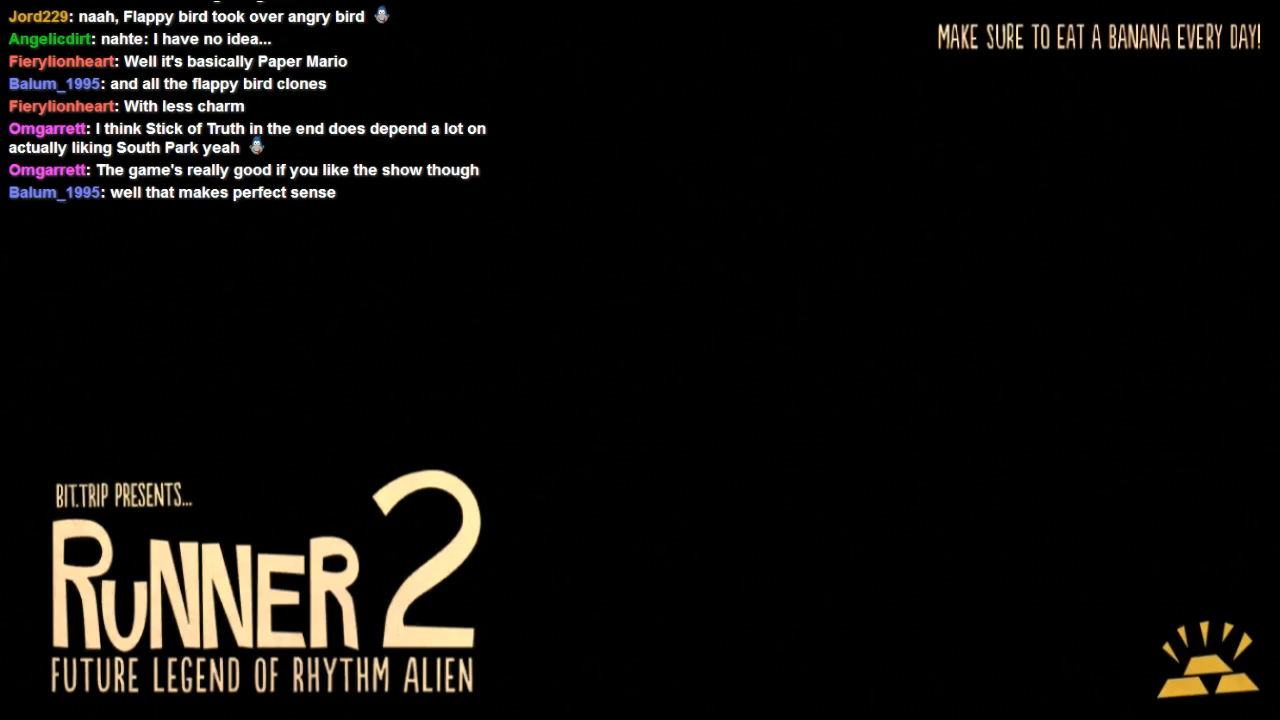 Jord229: naah, Flappy bird took over angry bird
Angelicdirt: nahte: I have no idea...
Fierylionheart: Well it's basically Paper Mario
Balum_1995: and all the flappy bird clones
Fierylionheart: With less charm
Omgarrett: I think Stick of Truth in the end does depend a lot on
actually liking South Park yeah
Omgarrett: The game's really good if you like the show though
Balum_1995: well that makes perfect sense
MAKE SURE TO EAT A BANANA EVERY DAY!
BIT.TRIP PRESENTS...
RUNNER 2
FUTURE LEGEND OF RHYTHM ALIEN